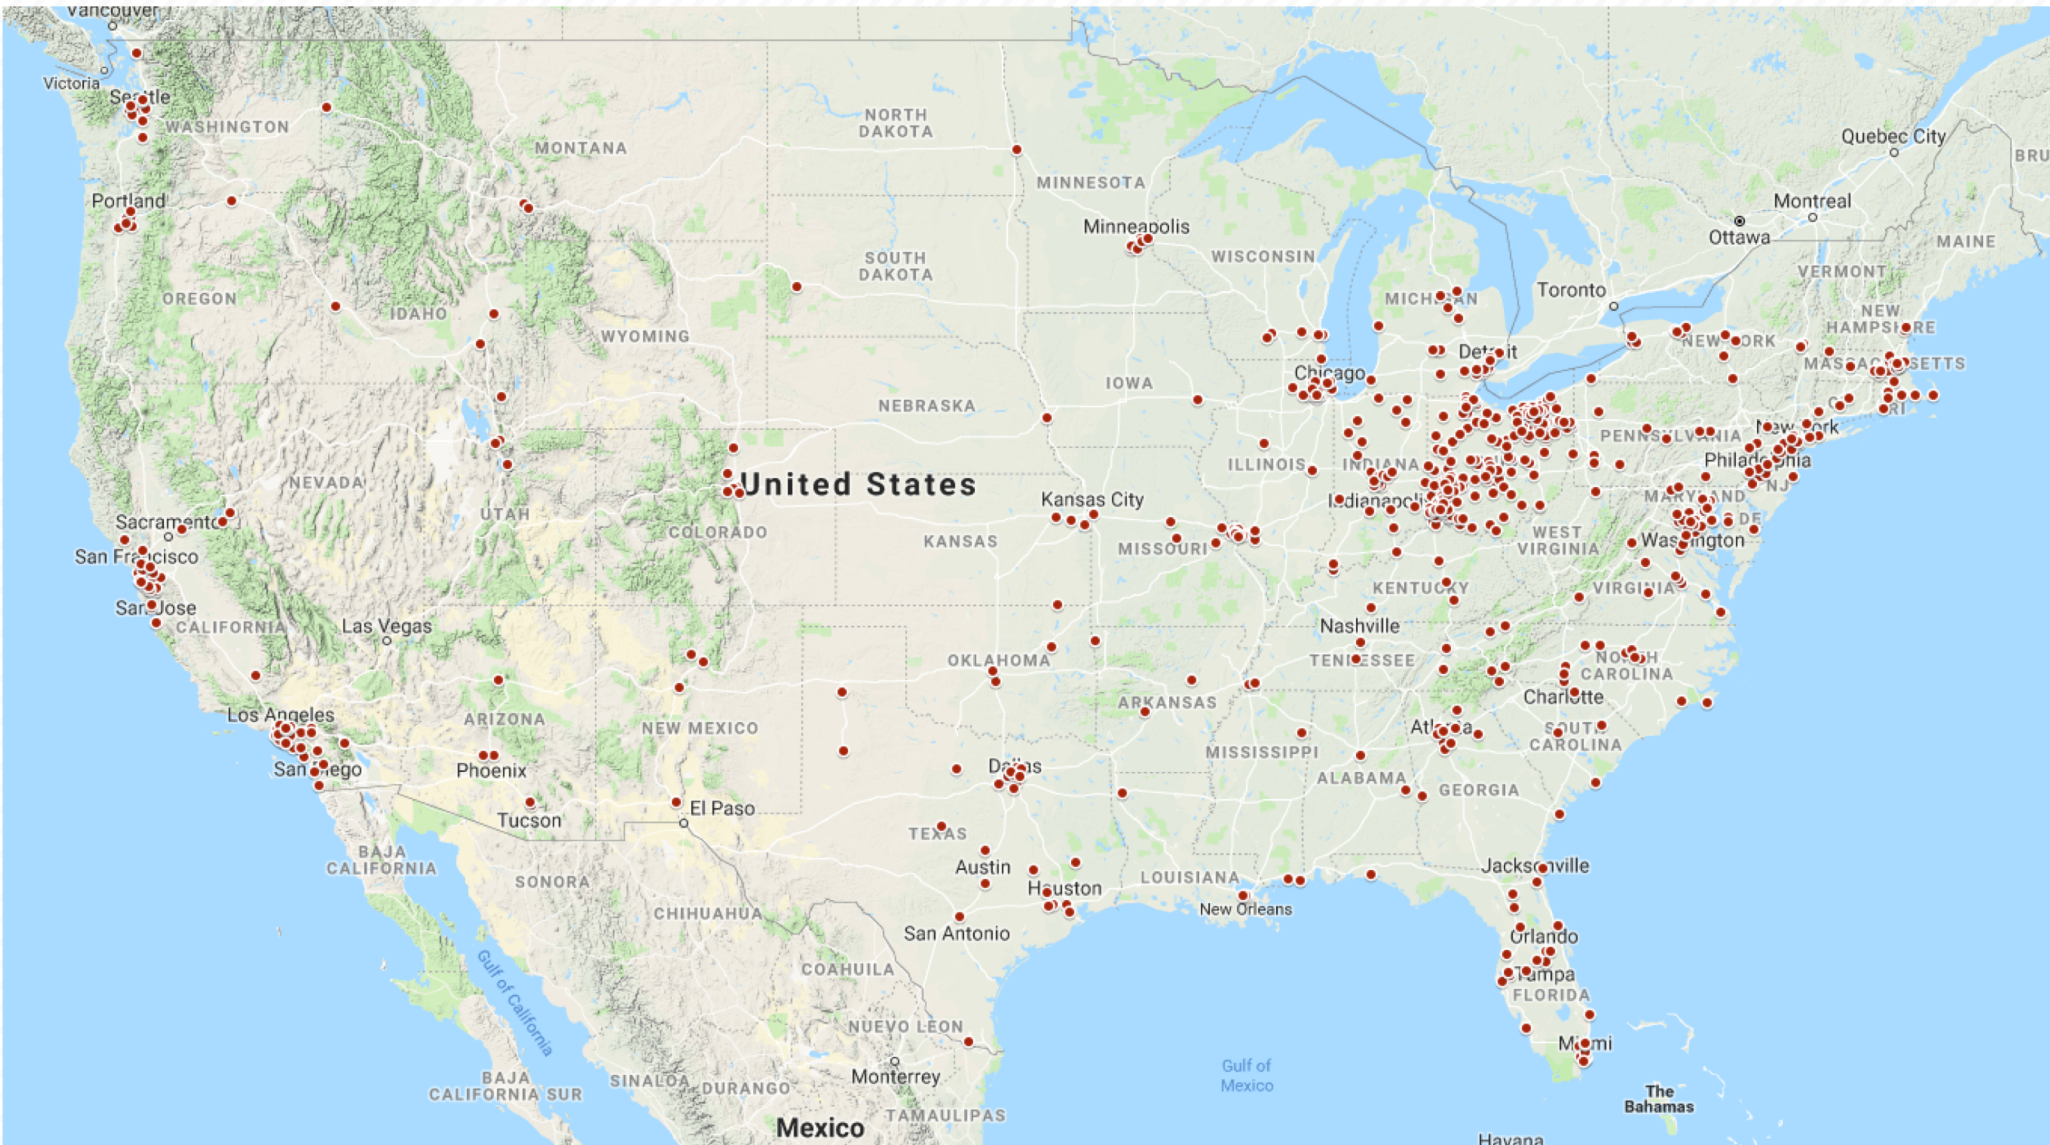 Vancouver
Victoria
Seattle
WASHINGTON
MONTANA
NORTH
DAKOTA
MINNESOTA
Quebec City
BRU
Portland
Minneapolis
Montreal
Ottawa
MAINE
OREGON
IDAHO
WYOMING
SOUTH
DAKOTA
WISCONSIN
MICHIGAN
Toronto
VERMONT
NEW
HAMPSHIRE
NEW YORK
Detroit
MASSACHUSETTS
Chicago
IOWA
NEBRASKA
RI
New York
PENNSYLVANIA
Philadelphia
NJ
ILLINOIS
INDIANA
United States
NEVADA
UTAH
COLORADO
Kansas City
KANSAS
MISSOURI
Indianapolis
MARYLAND
DE
WEST
VIRGINIA
Washington
Sacramento
San Francisco
San Jose
CALIFORNIA
Las Vegas
KENTUCKY
VIRGINIA
Nashville
TENNESSEE
OKLAHOMA
NORTH
CAROLINA
Charlotte
ARKANSAS
Los Angeles
ARIZONA
NEW MEXICO
Atlanta
SOUTH
CAROLINA
MISSISSIPPI
ALABAMA
GEORGIA
San Diego
Phoenix
Dallas
Tucson
El Paso
TEXAS
BAJA
CALIFORNIA
SONORA
CHIHUAHUA
Austin
Houston
LOUISIANA
Jacksonville
New Orleans
San Antonio
Orlando
Tampa
FLORIDA
COAHUILA
Gulf of California
NUEVO LEON
Miami
Monterrey
Gulf of
Mexico
BAJA
CALIFORNIA SUR
SINALOA
DURANGO
TAMAULIPAS
Mexico
The
Bahamas
Havana